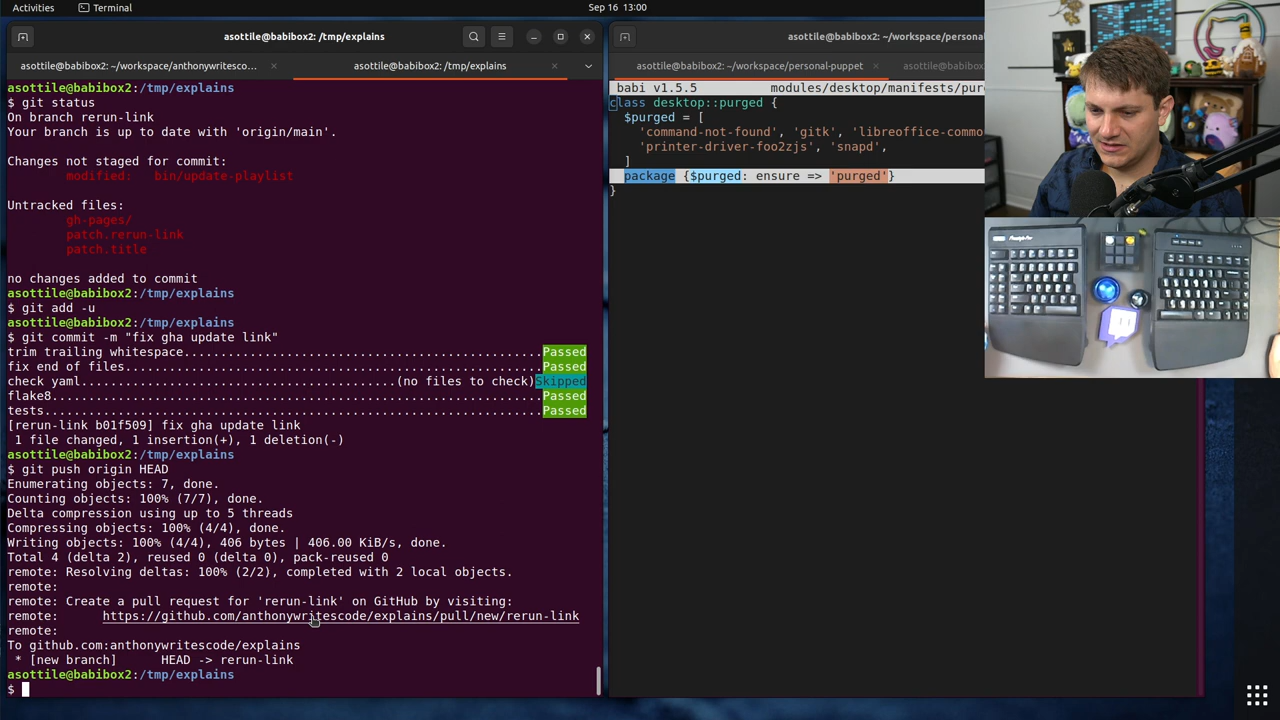 Activities
Terminal
Sep 16 13:00
asottile@babibox2: /tmp/explains
asottile@babibox2: ~/workspace/anthonywritesco…
asottile@babibox2: /tmp/explains
asottile@babibox2:/tmp/explains
$ git status
On branch rerun-link
Your branch is up to date with 'origin/main'.
Changes not staged for commit:
modified:   bin/update-playlist
Untracked files:
gh-pages/
patch.rerun-link
patch.title
no changes added to commit
asottile@babibox2:/tmp/explains
$ git add -u
asottile@babibox2:/tmp/explains
$ git commit -m "fix gha update link"
trim trailing whitespace.................................................Passed
fix end of files.........................................................Passed
check yaml...........................................(no files to check)Skipped
flake8...................................................................Passed
tests....................................................................Passed
[rerun-link b01f509] fix gha update link
1 file changed, 1 insertion(+), 1 deletion(-)
asottile@babibox2:/tmp/explains
$ git push origin HEAD
Enumerating objects: 7, done.
Counting objects: 100% (7/7), done.
Delta compression using up to 5 threads
Compressing objects: 100% (4/4), done.
Writing objects: 100% (4/4), 406 bytes | 406.00 KiB/s, done.
Total 4 (delta 2), reused 0 (delta 0), pack-reused 0
remote: Resolving deltas: 100% (2/2), completed with 2 local objects.
remote:
remote: Create a pull request for 'rerun-link' on GitHub by visiting:
remote:      https://github.com/anthonywritescode/explains/pull/new/rerun-link
remote:
To github.com:anthonywritescode/explains
* [new branch]      HEAD -> rerun-link
asottile@babibox2:/tmp/explains
$
asottile@babibox2: ~/workspace/personal
asottile@babibox2: ~/workspace/personal-puppet
asottile@babibox2:
babi v1.5.5
modules/desktop/manifests/pur
class desktop::purged {
$purged = [
'command-not-found', 'gitk', 'libreoffice-commo
'printer-driver-foo2zjs', 'snapd',
]
package {$purged: ensure => 'purged'}
}